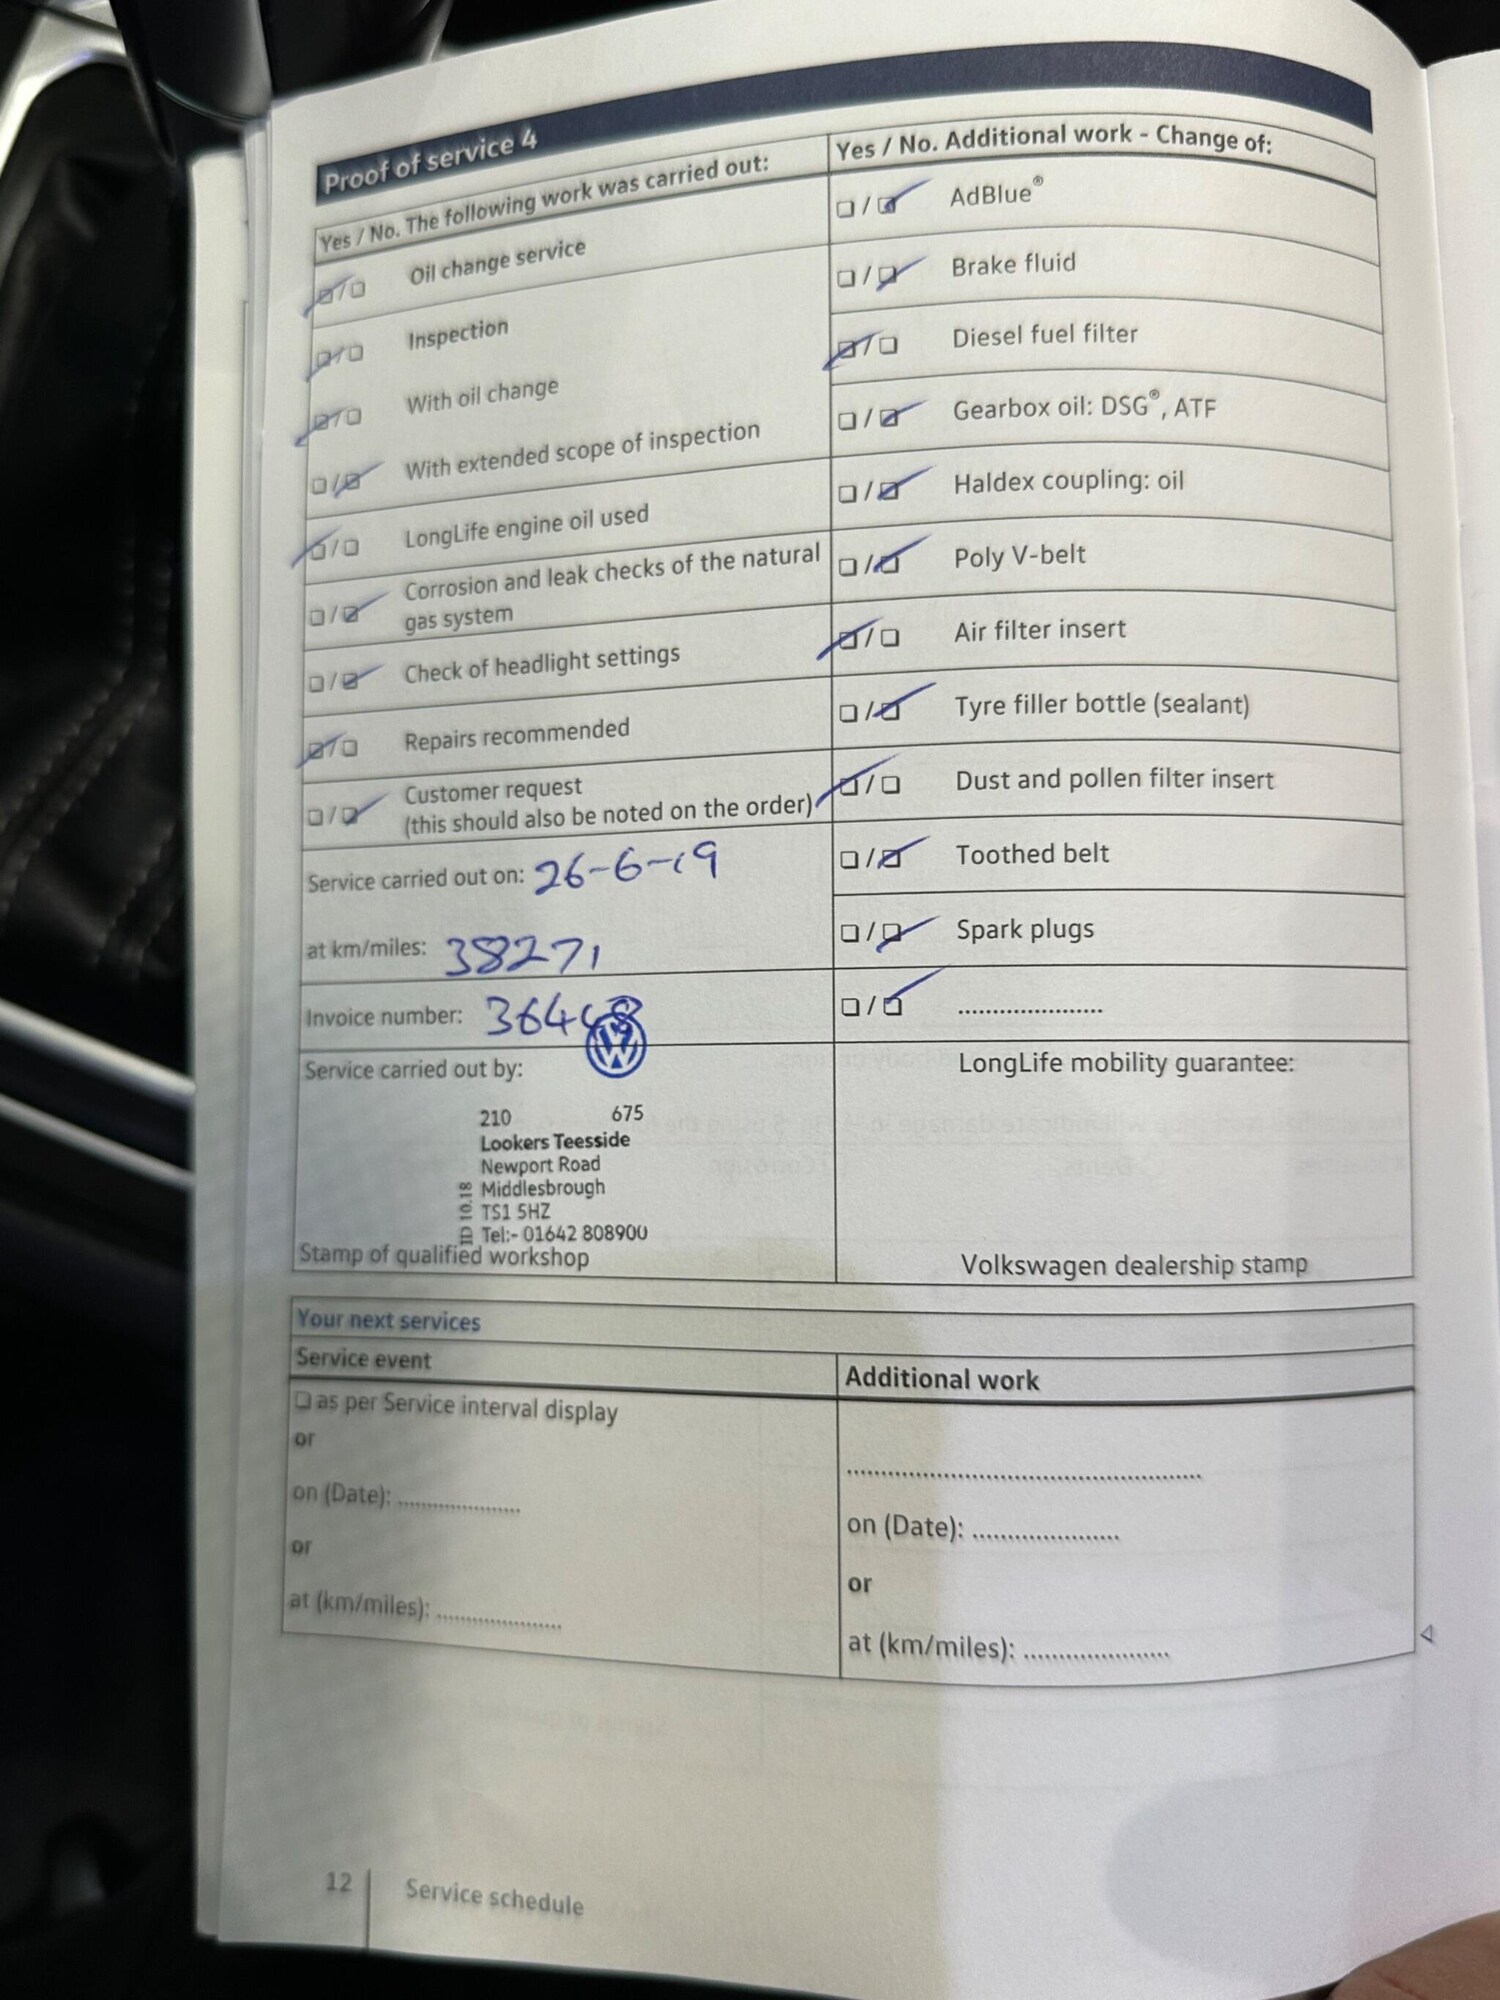 Proof of service 4
Yes / No. The following work was carried out:
☑/☐ Oil change service
☑/☐ Inspection
☑/☐ With oil change
☐/☑ With extended scope of inspection
☑/☐ LongLife engine oil used
☐/☑ Corrosion and leak checks of the natural
gas system
☐/☑ Check of headlight settings
☑/☐ Repairs recommended
☐/☑ Customer request
(this should also be noted on the order)
Service carried out on: 26-6-19
at km/miles: 38271
Invoice number: 36448
Service carried out by:
210 675
Lookers Teesside
Newport Road
Middlesbrough
TS1 5HZ
Tel:- 01642 808900
ID 10.18
Stamp of qualified workshop
Yes / No. Additional work - Change of:
☐/☑ AdBlue®
☐/☑ Brake fluid
☑/☐ Diesel fuel filter
☐/☑ Gearbox oil: DSG®, ATF
☐/☑ Haldex coupling: oil
☐/☑ Poly V-belt
☑/☐ Air filter insert
☐/☑ Tyre filler bottle (sealant)
☑/☐ Dust and pollen filter insert
☐/☑ Toothed belt
☐/☑ Spark plugs
☐/☑ .....................
LongLife mobility guarantee:
Volkswagen dealership stamp
Your next services
Service event
☐ as per Service interval display
or
on (Date): .....................
or
at (km/miles): .....................
Additional work
..................................................
on (Date): .....................
or
at (km/miles): .....................
12 Service schedule